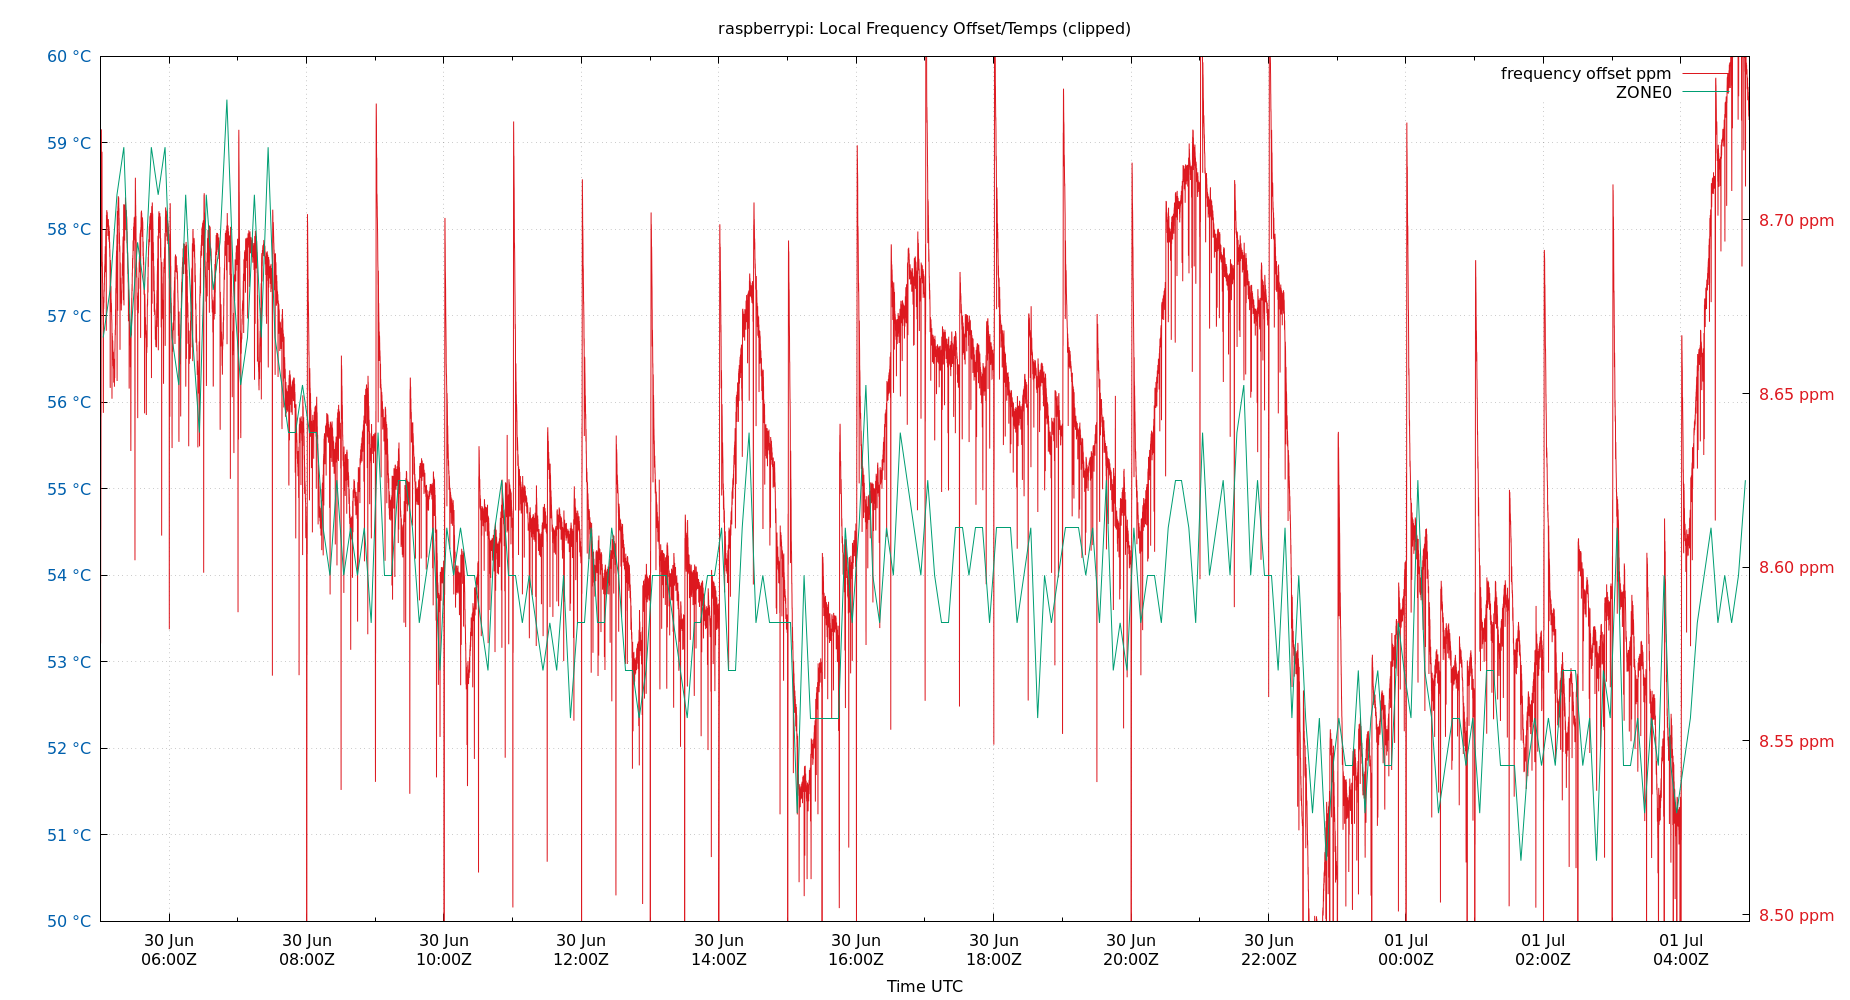 raspberrypi: Local Frequency Offset/Temps (clipped)
frequency offset ppm
ZONE0
60 °C
59 °C
58 °C
57 °C
56 °C
55 °C
54 °C
53 °C
52 °C
51 °C
50 °C
8.70 ppm
8.65 ppm
8.60 ppm
8.55 ppm
8.50 ppm
30 Jun 30 Jun 30 Jun 30 Jun 30 Jun 30 Jun 30 Jun 30 Jun 30 Jun 01 Jul 01 Jul 01 Jul
06:00Z 08:00Z 10:00Z 12:00Z 14:00Z 16:00Z 18:00Z 20:00Z 22:00Z 00:00Z 02:00Z 04:00Z
Time UTC